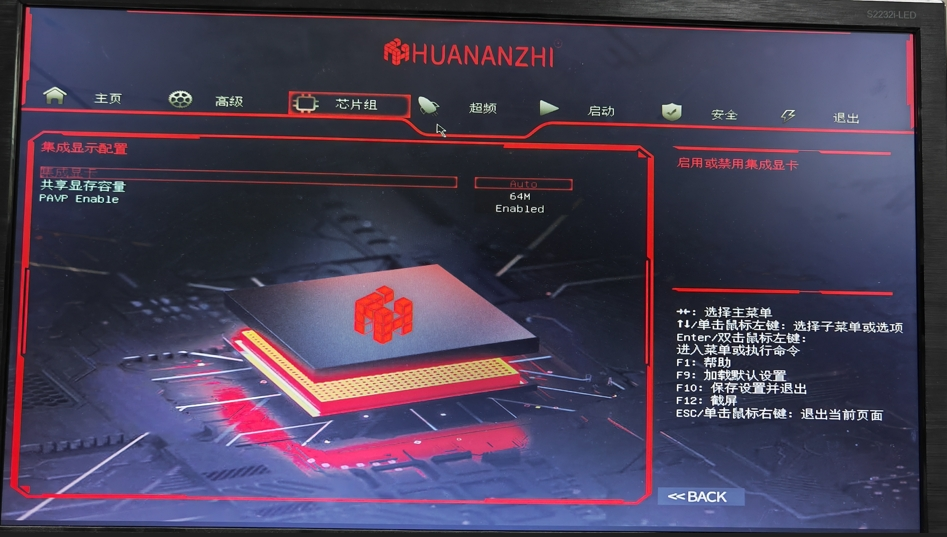 S2232I-LED
HUANANZHI
主页 高级 芯片组 超频 启动 安全 退出
集成显示配置
集成显卡 Auto
共享显存容量 64M
PAVP Enable Enabled
启用或禁用集成显卡
→←: 选择主菜单
↑↓/单击鼠标左键: 选择子菜单或选项
Enter/双击鼠标左键:
进入菜单或执行命令
F1: 帮助
F9: 加载默认设置
F10: 保存设置并退出
F12: 截屏
ESC/单击鼠标右键: 退出当前页面
<<BACK